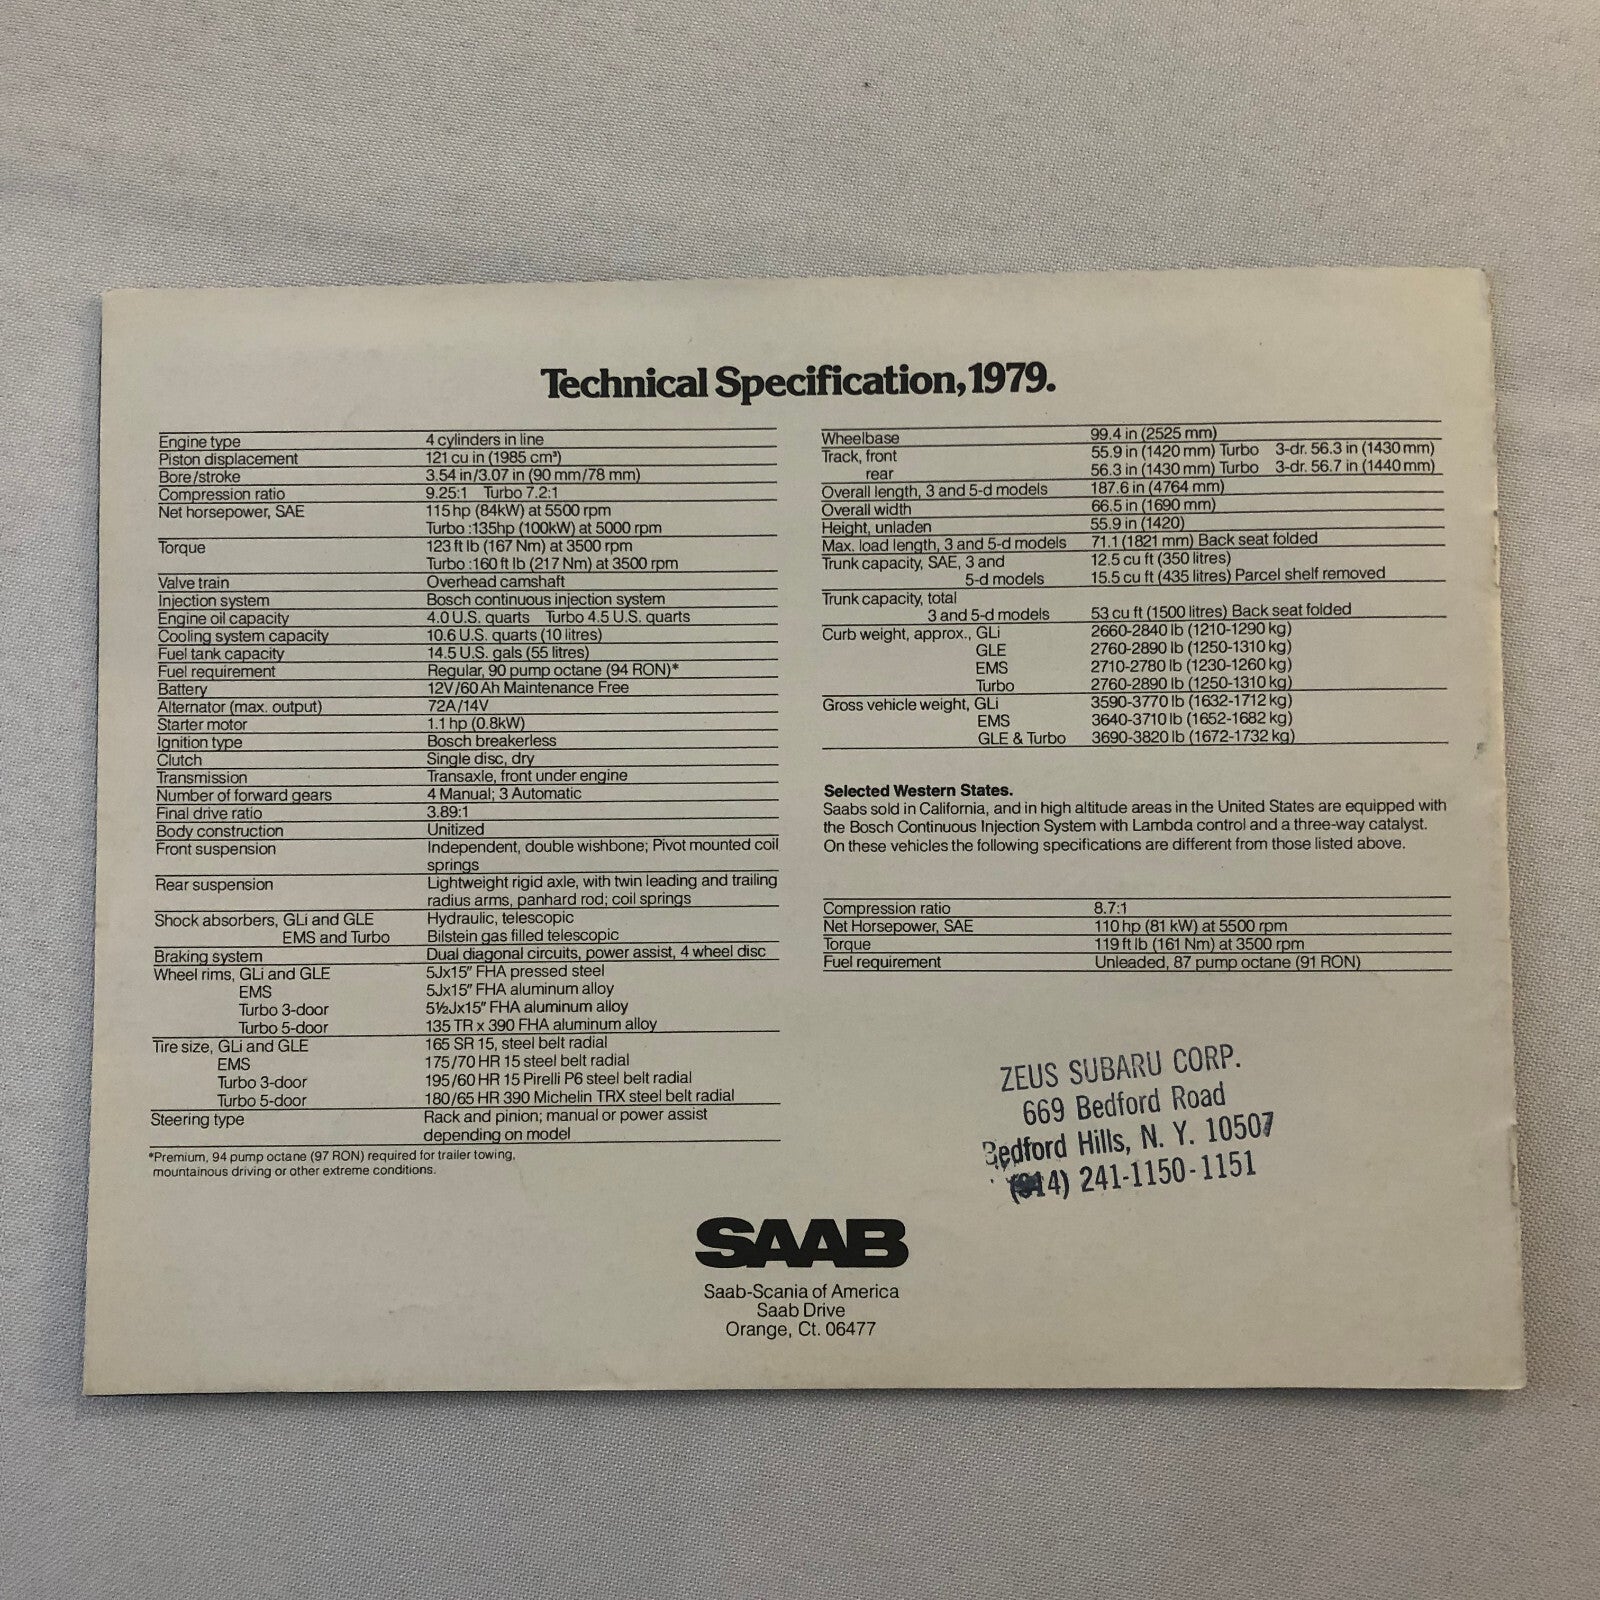 Technical Specification, 1979.
Engine type 4 cylinders in line
Piston displacement 121 cu in (1985 cm³)
Bore/stroke 3.54 in/3.07 in (90 mm/78 mm)
Compression ratio 9.25:1 Turbo 7.2:1
Net horsepower, SAE 115 hp (84kW) at 5500 rpm
Turbo :135hp (100kW) at 5000 rpm
Torque 123 ft lb (167 Nm) at 3500 rpm
Turbo :160 ft lb (217 Nm) at 3500 rpm
Valve train Overhead camshaft
Injection system Bosch continuous injection system
Engine oil capacity 4.0 U.S. quarts Turbo 4.5 U.S. quarts
Cooling system capacity 10.6 U.S. quarts (10 litres)
Fuel tank capacity 14.5 U.S. gals (55 litres)
Fuel requirement Regular, 90 pump octane (94 RON)*
Battery 12V/60 Ah Maintenance Free
Alternator (max. output) 72A/14V
Starter motor 1.1 hp (0.8kW)
Ignition type Bosch breakerless
Clutch Single disc, dry
Transmission Transaxle, front under engine
Number of forward gears 4 Manual; 3 Automatic
Final drive ratio 3.89:1
Body construction Unitized
Front suspension Independent, double wishbone; Pivot mounted coil
springs
Rear suspension Lightweight rigid axle, with twin leading and trailing
radius arms, panhard rod; coil springs
Shock absorbers, GLi and GLE Hydraulic, telescopic
EMS and Turbo Bilstein gas filled telescopic
Braking system Dual diagonal circuits, power assist, 4 wheel disc
Wheel rims, GLi and GLE 5Jx15″ FHA pressed steel
EMS 5Jx15″ FHA aluminum alloy
Turbo 3-door 5½Jx15″ FHA aluminum alloy
Turbo 5-door 135 TR x 390 FHA aluminum alloy
Tire size, GLi and GLE 165 SR 15, steel belt radial
EMS 175/70 HR 15 steel belt radial
Turbo 3-door 195/60 HR 15 Pirelli P6 steel belt radial
Turbo 5-door 180/65 HR 390 Michelin TRX steel belt radial
Steering type Rack and pinion; manual or power assist
depending on model
*Premium, 94 pump octane (97 RON) required for trailer towing,
mountainous driving or other extreme conditions.
Wheelbase 99.4 in (2525 mm)
Track, front 55.9 in (1420 mm) Turbo 3-dr. 56.3 in (1430 mm)
rear 56.3 in (1430 mm) Turbo 3-dr. 56.7 in (1440 mm)
Overall length, 3 and 5-d models 187.6 in (4764 mm)
Overall width 66.5 in (1690 mm)
Height, unladen 55.9 in (1420)
Max. load length, 3 and 5-d models 71.1 (1821 mm) Back seat folded
Trunk capacity, SAE, 3 and 12.5 cu ft (350 litres)
5-d models 15.5 cu ft (435 litres) Parcel shelf removed
Trunk capacity, total
3 and 5-d models 53 cu ft (1500 litres) Back seat folded
Curb weight, approx., GLi 2660-2840 lb (1210-1290 kg)
GLE 2760-2890 lb (1250-1310 kg)
EMS 2710-2780 lb (1230-1260 kg)
Turbo 2760-2890 lb (1250-1310 kg)
Gross vehicle weight, GLi 3590-3770 lb (1632-1712 kg)
EMS 3640-3710 lb (1652-1682 kg)
GLE & Turbo 3690-3820 lb (1672-1732 kg)
Selected Western States.
Saabs sold in California, and in high altitude areas in the United States are equipped with
the Bosch Continuous Injection System with Lambda control and a three-way catalyst.
On these vehicles the following specifications are different from those listed above.
Compression ratio 8.7:1
Net Horsepower, SAE 110 hp (81 kW) at 5500 rpm
Torque 119 ft lb (161 Nm) at 3500 rpm
Fuel requirement Unleaded, 87 pump octane (91 RON)
ZEUS SUBARU CORP.
669 Bedford Road
Bedford Hills, N. Y. 10507
(914) 241-1150-1151
SAAB
Saab-Scania of America
Saab Drive
Orange, Ct. 06477